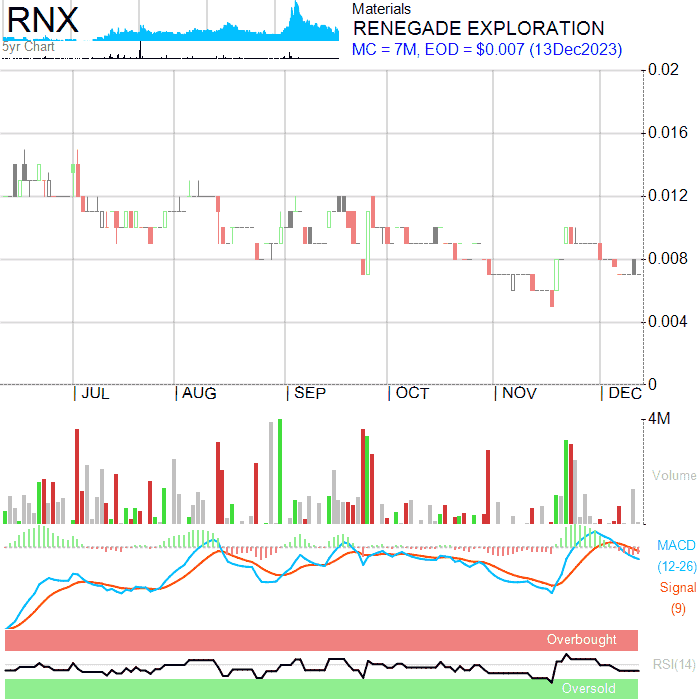 RNX
5yr Chart
Materials
RENEGADE EXPLORATION
MC = 7M, EOD = $0.007 (13Dec2023)
0.02
0.016
0.012
0.008
0.004
0
JUL AUG SEP OCT NOV DEC
4M
Volume
MACD
(12-26)
Signal
(9)
Overbought
RSI(14)
Oversold